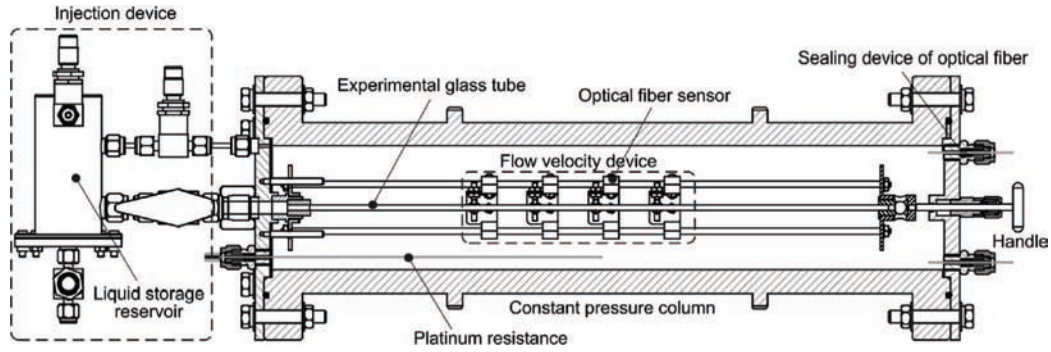 Injection device
Sealing device of optical fiber
Experimental glass tube
Optical fiber sensor
Flow velocity device
Handle
Liquid storage
reservoir
Constant pressure column
Platinum resistance